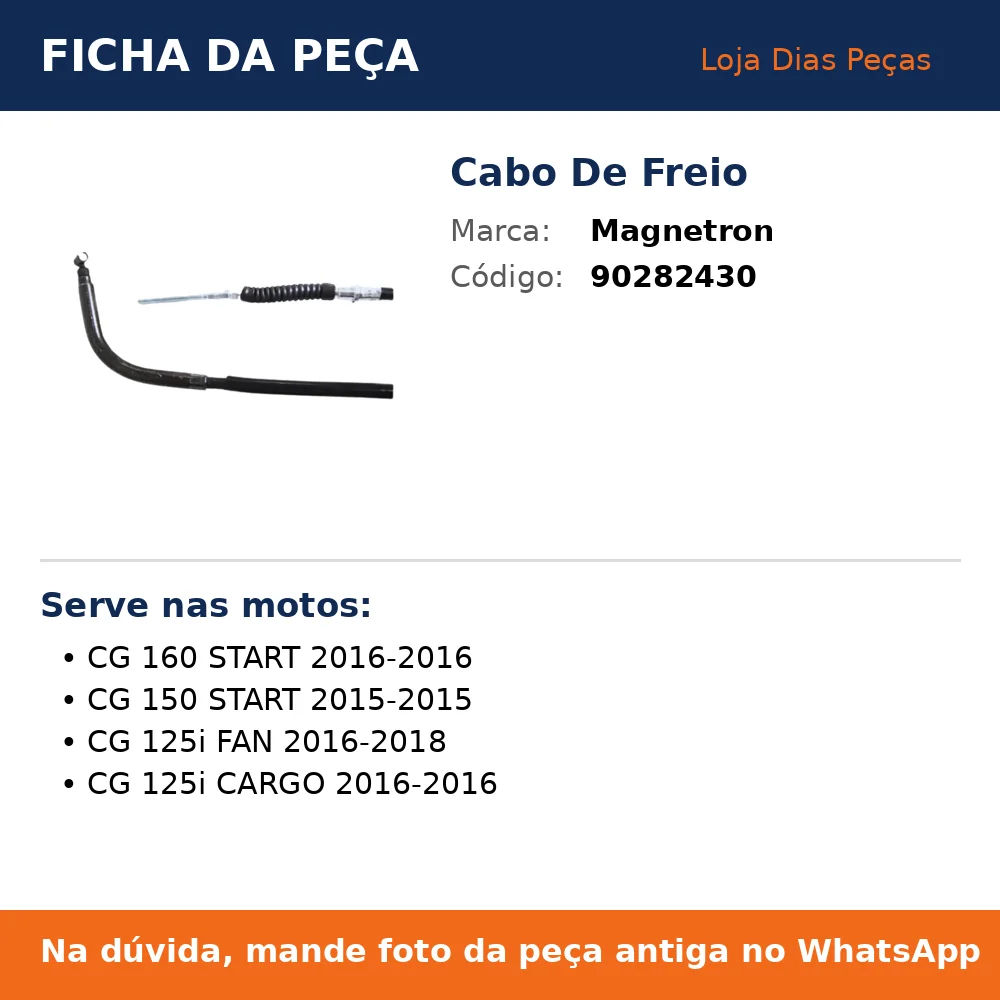 FICHA DA PEÇA
Loja Dias Peças
Cabo De Freio
Marca: Magnetron
Código: 90282430
Serve nas motos:
• CG 160 START 2016-2016
• CG 150 START 2015-2015
• CG 125i FAN 2016-2018
• CG 125i CARGO 2016-2016
Na dúvida, mande foto da peça antiga no WhatsApp